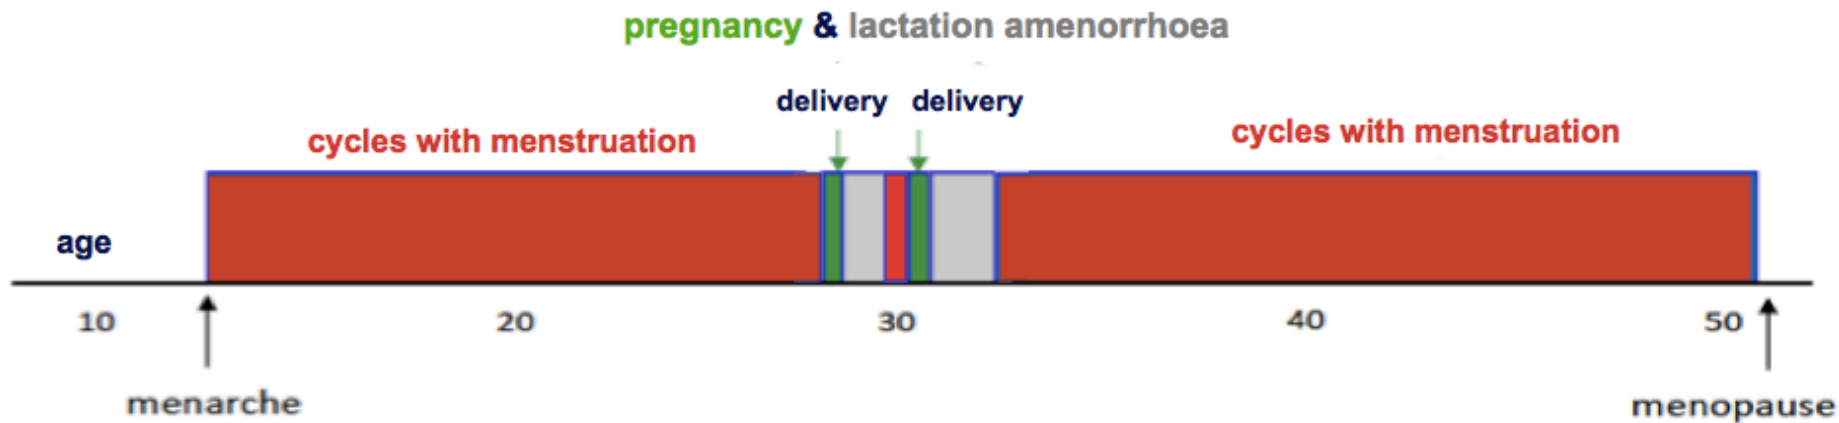 pregnancy & lactation amenorrhoea
delivery delivery
cycles with menstruation cycles with menstruation
age
10 20 30 40 50
menarche menopause